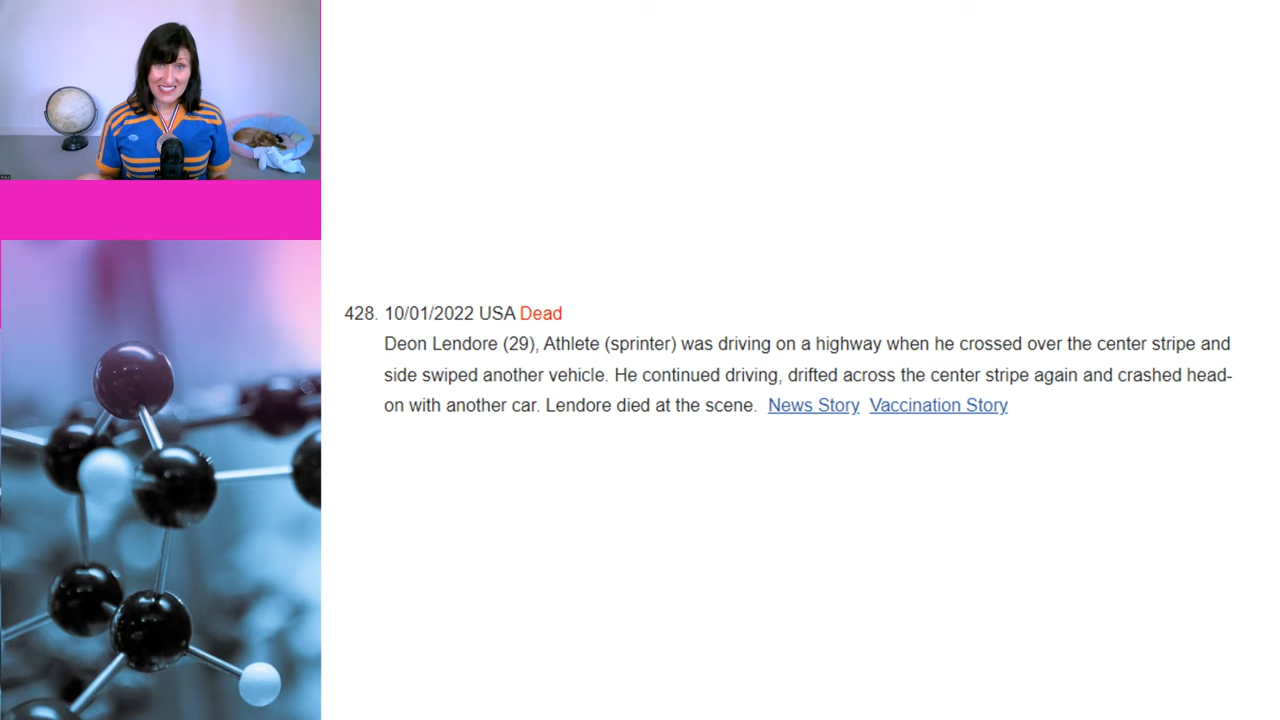 428. 10/01/2022 USA Dead
Deon Lendore (29), Athlete (sprinter) was driving on a highway when he crossed over the center stripe and
side swiped another vehicle. He continued driving, drifted across the center stripe again and crashed head-
on with another car. Lendore died at the scene. News Story Vaccination Story